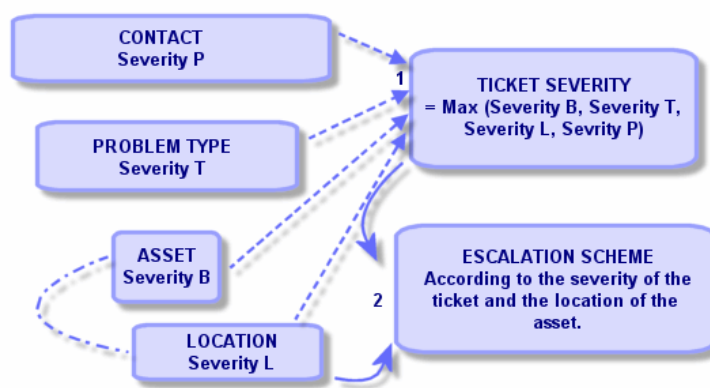 CONTACT
Severity P
1
TICKET SEVERITY
= Max (Severity B, Severity T,
Severity L, Sevrity P)
PROBLEM TYPE
Severity T
ASSET
Severity B
2
ESCALATION SCHEME
According to the severity of the
ticket and the location of the
asset.
LOCATION
Severity L